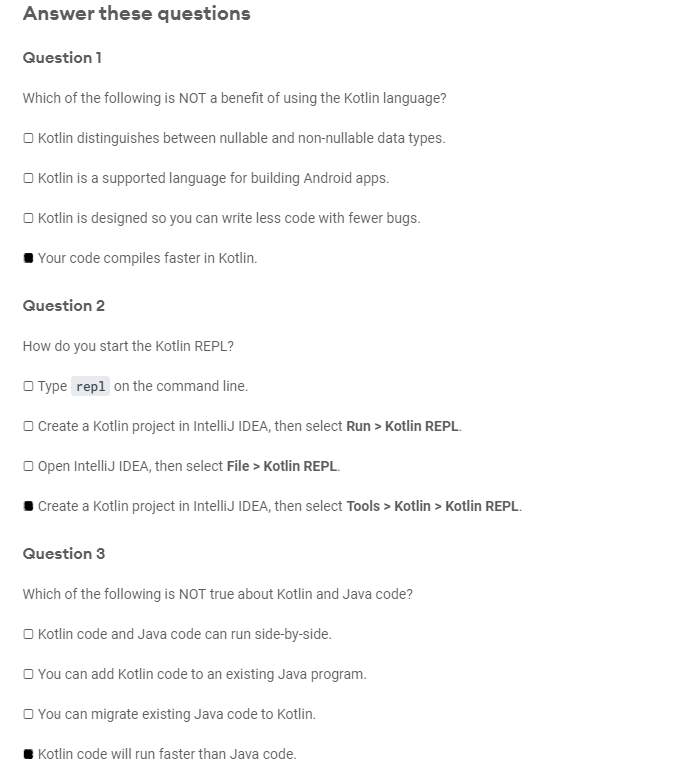 Answer these questions
Question 1
Which of the following is NOT a benefit of using the Kotlin language?
☐ Kotlin distinguishes between nullable and non-nullable data types.
☐ Kotlin is a supported language for building Android apps.
☐ Kotlin is designed so you can write less code with fewer bugs.
■ Your code compiles faster in Kotlin.
Question 2
How do you start the Kotlin REPL?
☐ Type repl on the command line.
☐ Create a Kotlin project in IntelliJ IDEA, then select Run > Kotlin REPL.
☐ Open IntelliJ IDEA, then select File > Kotlin REPL.
■ Create a Kotlin project in IntelliJ IDEA, then select Tools > Kotlin > Kotlin REPL.
Question 3
Which of the following is NOT true about Kotlin and Java code?
☐ Kotlin code and Java code can run side-by-side.
☐ You can add Kotlin code to an existing Java program.
☐ You can migrate existing Java code to Kotlin.
■ Kotlin code will run faster than Java code.